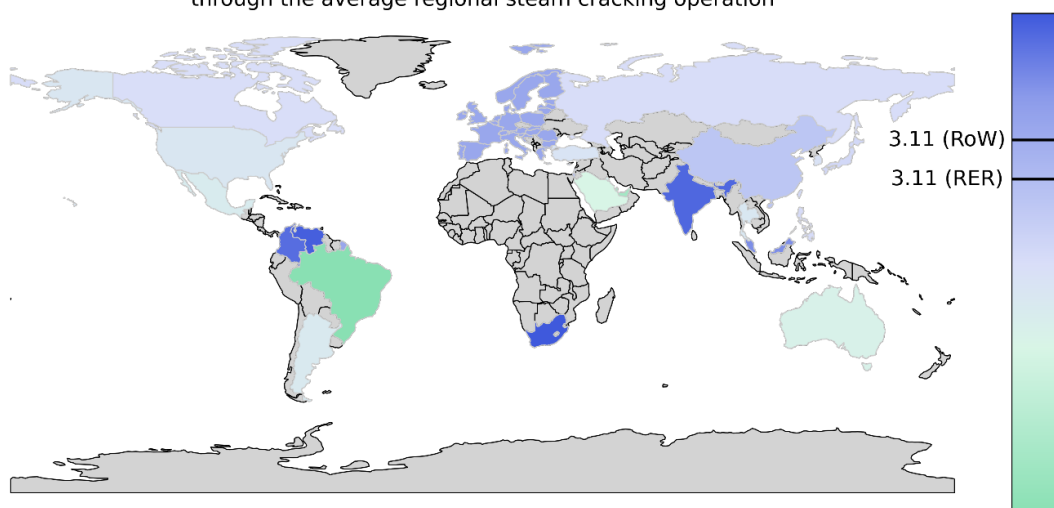 through the average regional steam cracking operation
3.11 (RoW)
3.11 (RER)